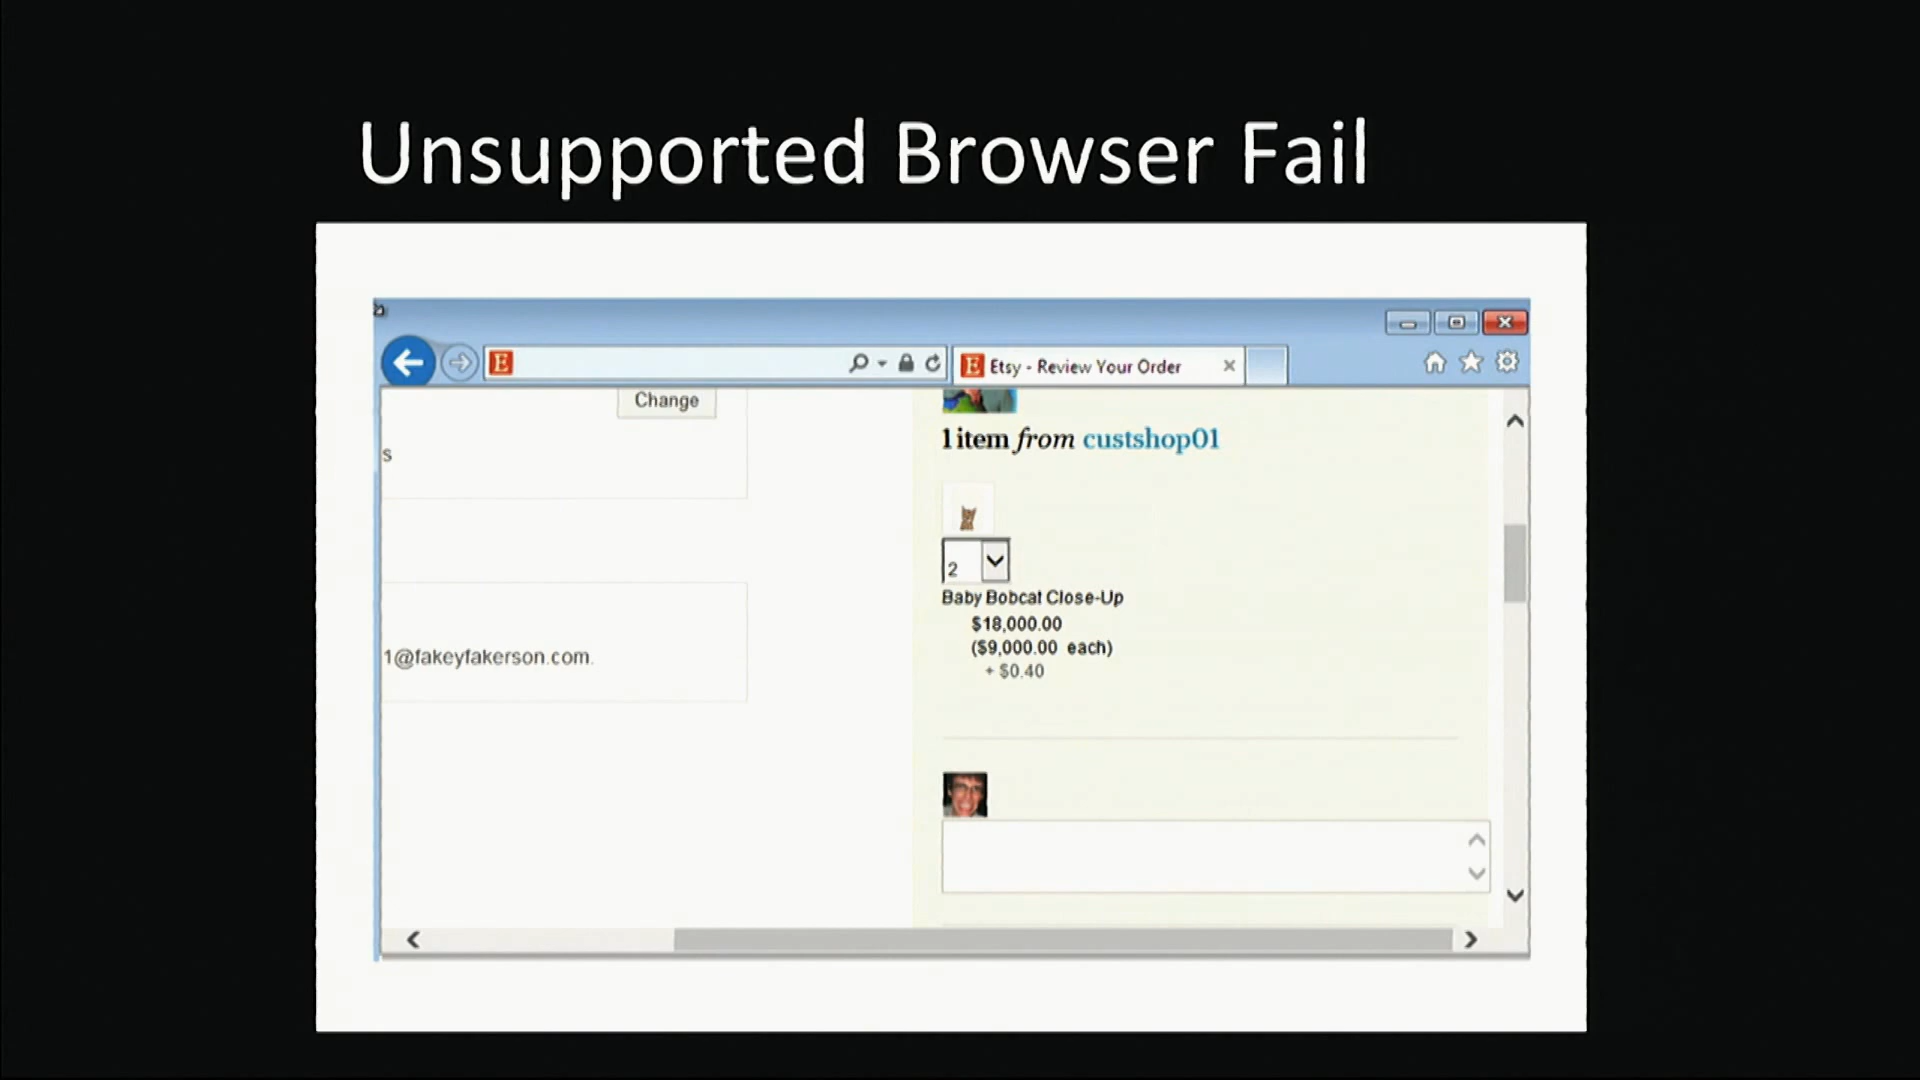 Unsupported Browser Fail
E
E Etsy - Review Your Order
Change
1 item from custshop01
s
2
Baby Bobcat Close-Up
$18,000.00
($9,000.00 each)
+ $0.40
1@fakeyfakerson.com.